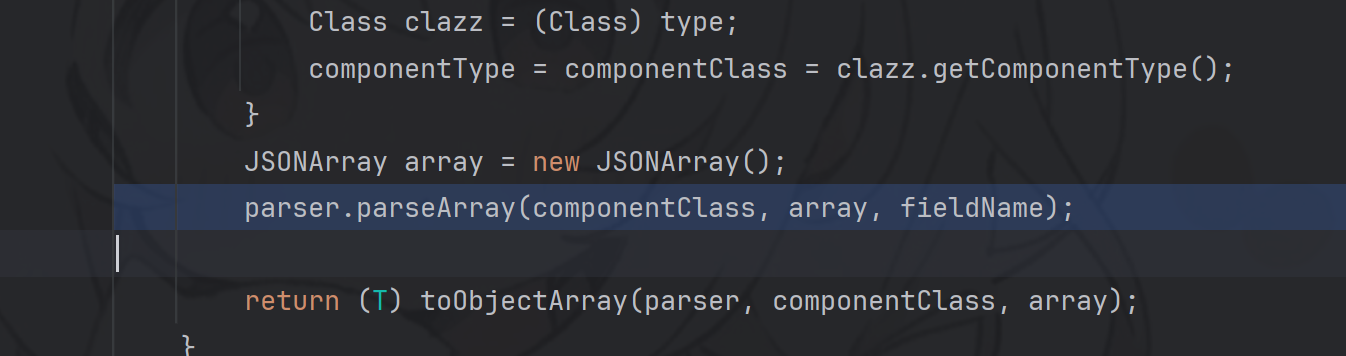 Class clazz = (Class) type;
componentType = componentClass = clazz.getComponentType();
}
JSONArray array = new JSONArray();
parser.parseArray(componentClass, array, fieldName);
return (T) toObjectArray(parser, componentClass, array);
}